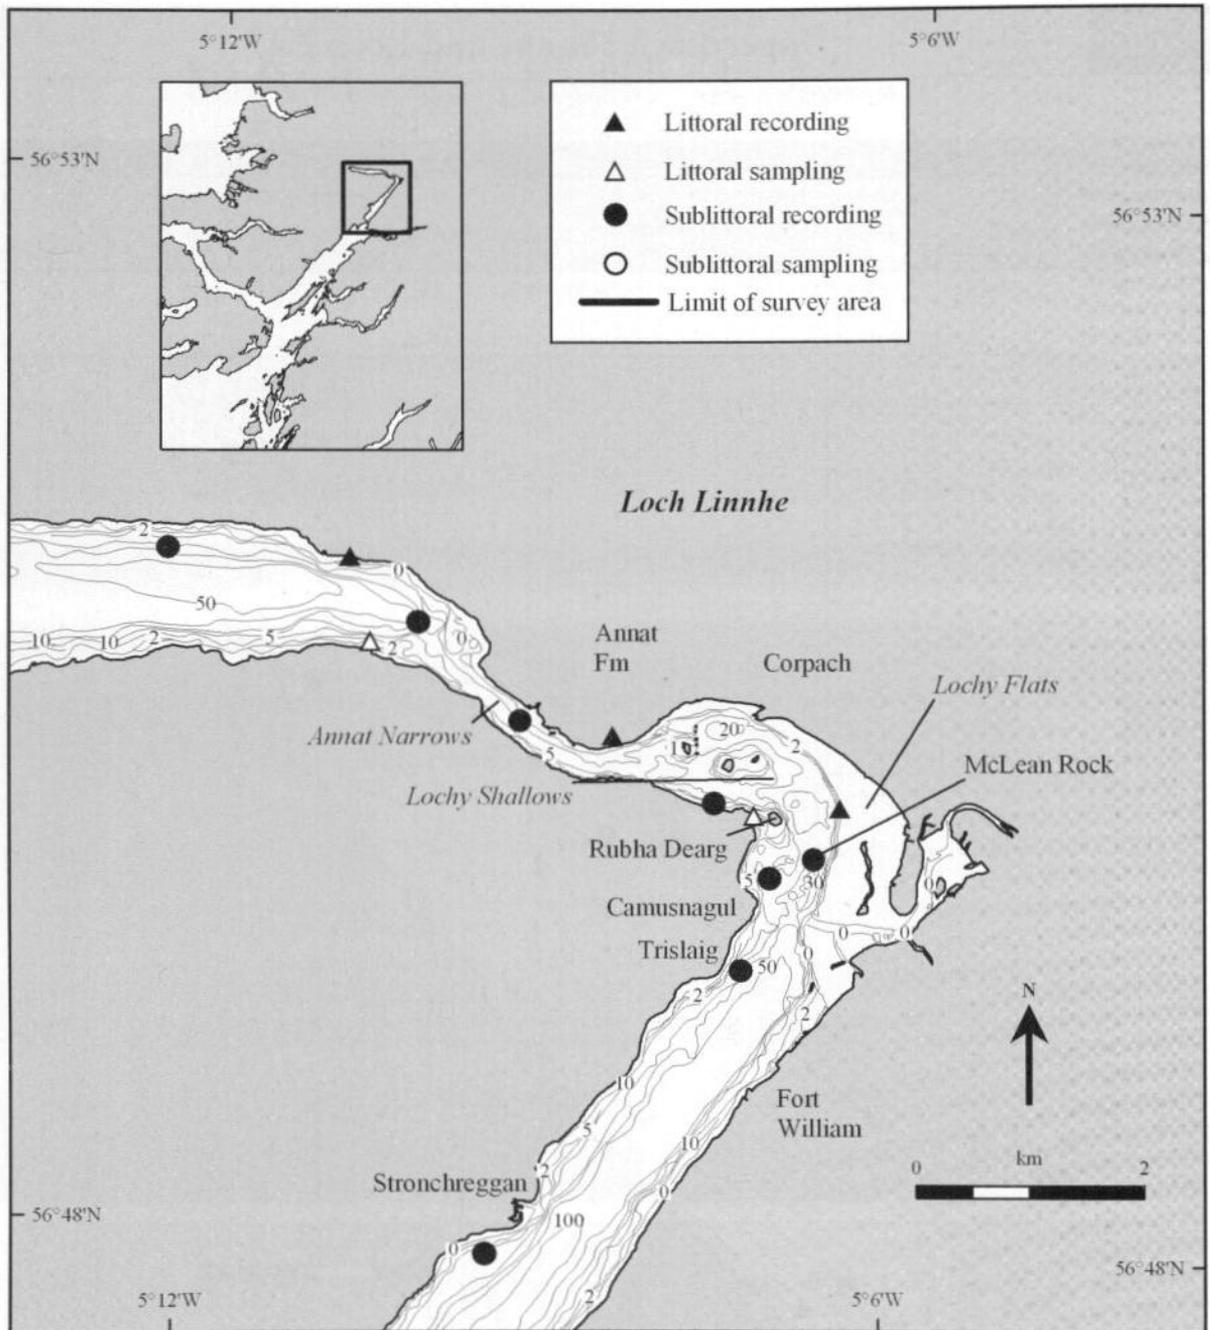 5°12'W
5°6'W
56°53'N
56°53'N
Littoral recording
Littoral sampling
Sublittoral recording
Sublittoral sampling
Limit of survey area
Loch Linnhe
2
0
50
10
10
2
5
2
0
Annat
Fm
Corpach
Lochy Flats
Annat Narrows
5
20
1
2
McLean Rock
Lochy Shallows
Rubha Dearg
5
30
0
Camusnagul
0
0
Trislaig
50
0
2
2
N
10
Fort
William
5
10
0
km
2
2
Stronchreggan
0
56°48'N
100
0
56°48'N
5°12'W
2
5°6'W